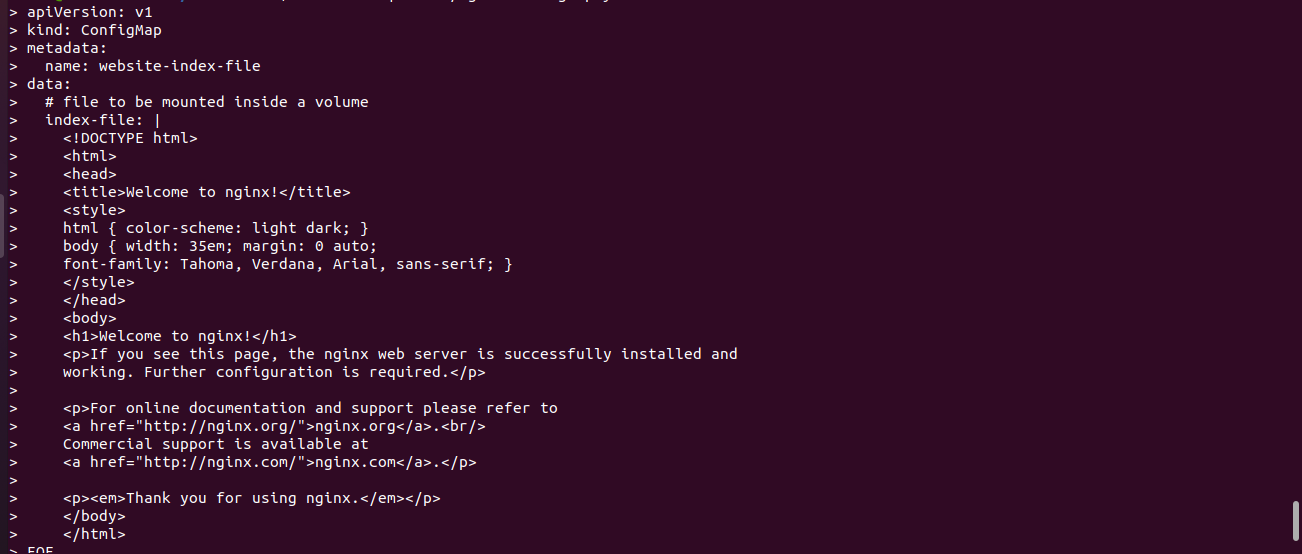 > apiVersion: v1
> kind: ConfigMap
> metadata:
>   name: website-index-file
> data:
>   # file to be mounted inside a volume
>   index-file: |
>     <!DOCTYPE html>
>     <html>
>     <head>
>     <title>Welcome to nginx!</title>
>     <style>
>     html { color-scheme: light dark; }
>     body { width: 35em; margin: 0 auto;
>     font-family: Tahoma, Verdana, Arial, sans-serif; }
>     </style>
>     </head>
>     <body>
>     <h1>Welcome to nginx!</h1>
>     <p>If you see this page, the nginx web server is successfully installed and
>     working. Further configuration is required.</p>
>
>     <p>For online documentation and support please refer to
>     <a href="http://nginx.org/">nginx.org</a>.<br/>
>     Commercial support is available at
>     <a href="http://nginx.com/">nginx.com</a>.</p>
>
>     <p><em>Thank you for using nginx.</em></p>
>     </body>
>     </html>
> EOF